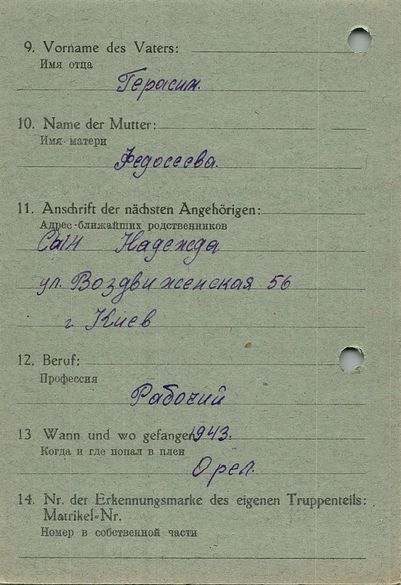 9. Vorname des Vaters:
Имя отца
Герасим.
10. Name der Mutter:
Имя матери
Федосеева.
11. Anschrift der nächsten Angehörigen:
Адрес ближайших родственников
Надежда
ул. Воздвиженская 56
г. Киев
12. Beruf:
Профессия
Рабочий
13 Wann und wo gefangen 1943.
Когда и где попал в плен
Орел.
14. Nr. der Erkennungsmarke des eigenen Truppenteils:
Matrikel-Nr.
Номер в собственной части